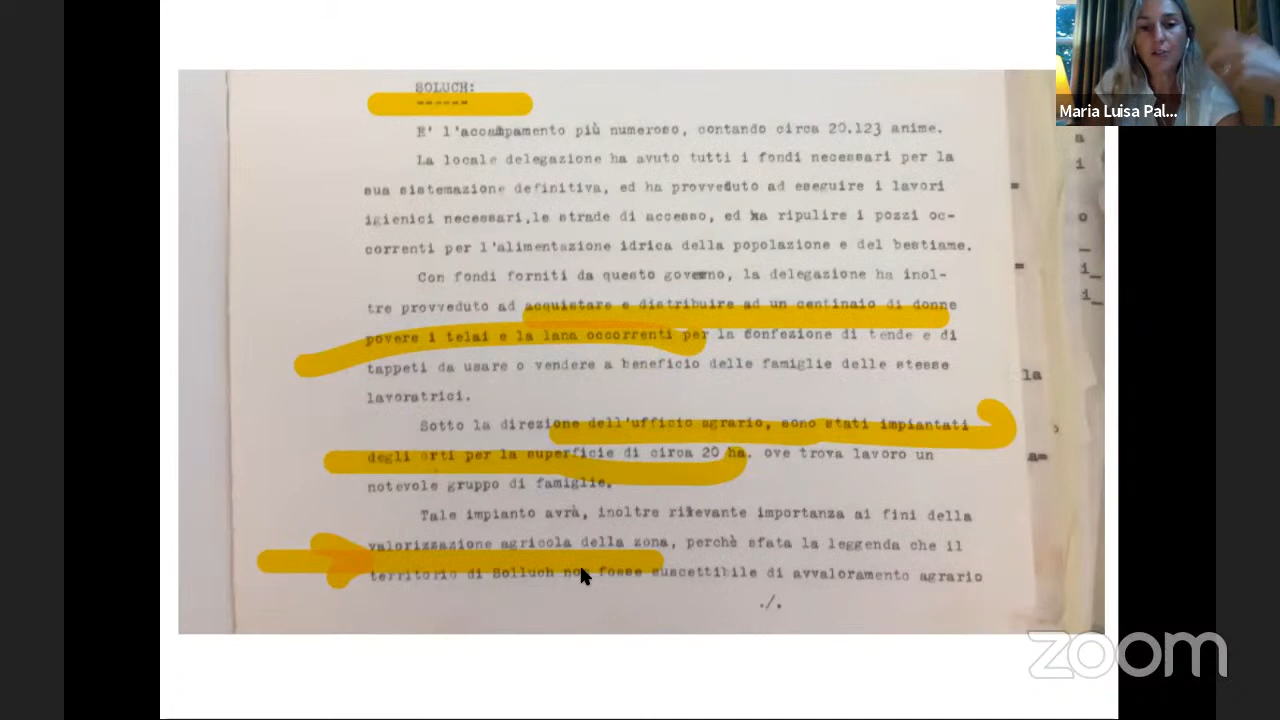 SOLUCH:
------
E' l'accampamento più numeroso, contando circa 20.123 anime.
La locale delegazione ha avuto tutti i fondi necessari per la
sua sistemazione definitiva, ed ha provveduto ad eseguire i lavori
igienici necessari,le strade di accesso, ed ha ripulire i pozzi oc-
correnti per l'alimentazione idrica della popolazione e del bestiame.
Con fondi forniti da questo governo, la delegazione ha inol-
tre provveduto ad acquistare e distribuire ad un centinaio di donne
povere i telai e la lana occorrenti per la confezione di tende e di
tappeti da usare o vendere a beneficio delle famiglie delle stesse
lavoratrici.
Sotto la direzione dell'ufficio agrario, sono stati impiantati
degli orti per la superficie di circa 20 ha. ove trova lavoro un
notevole gruppo di famiglie.
Tale impianto avrà, inoltre rilevante importanza ai fini della
valorizzazione agricola della zona, perchè sfata la leggenda che il
territorio di Solluch non fosse suscettibile di avvaloramento agrario
./.
a
i
=
o
_
=
i_
i_
la
a=
Maria Luisa Pal...
zoom